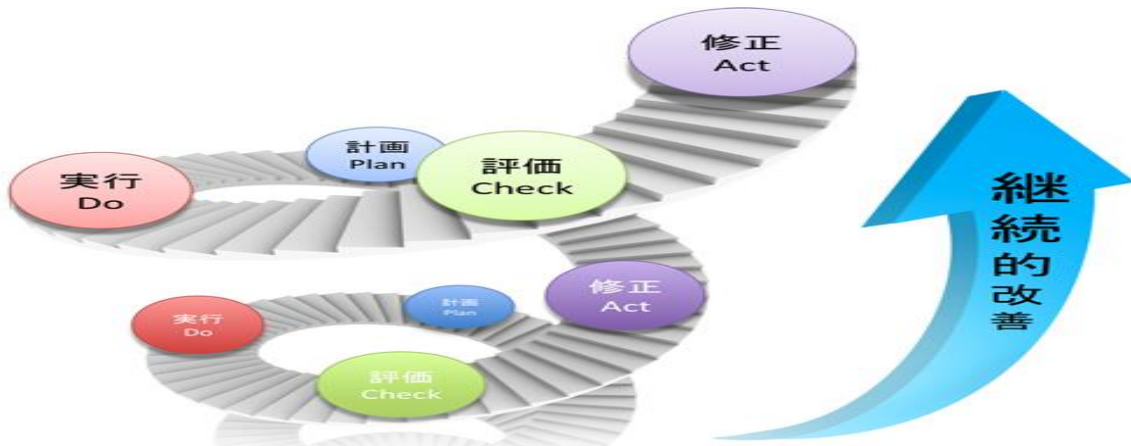 修正
Act
計画
Plan
評価
Check
実行
Do
修正
Act
計画
Plan
実行
Do
評価
Check
継続的改善